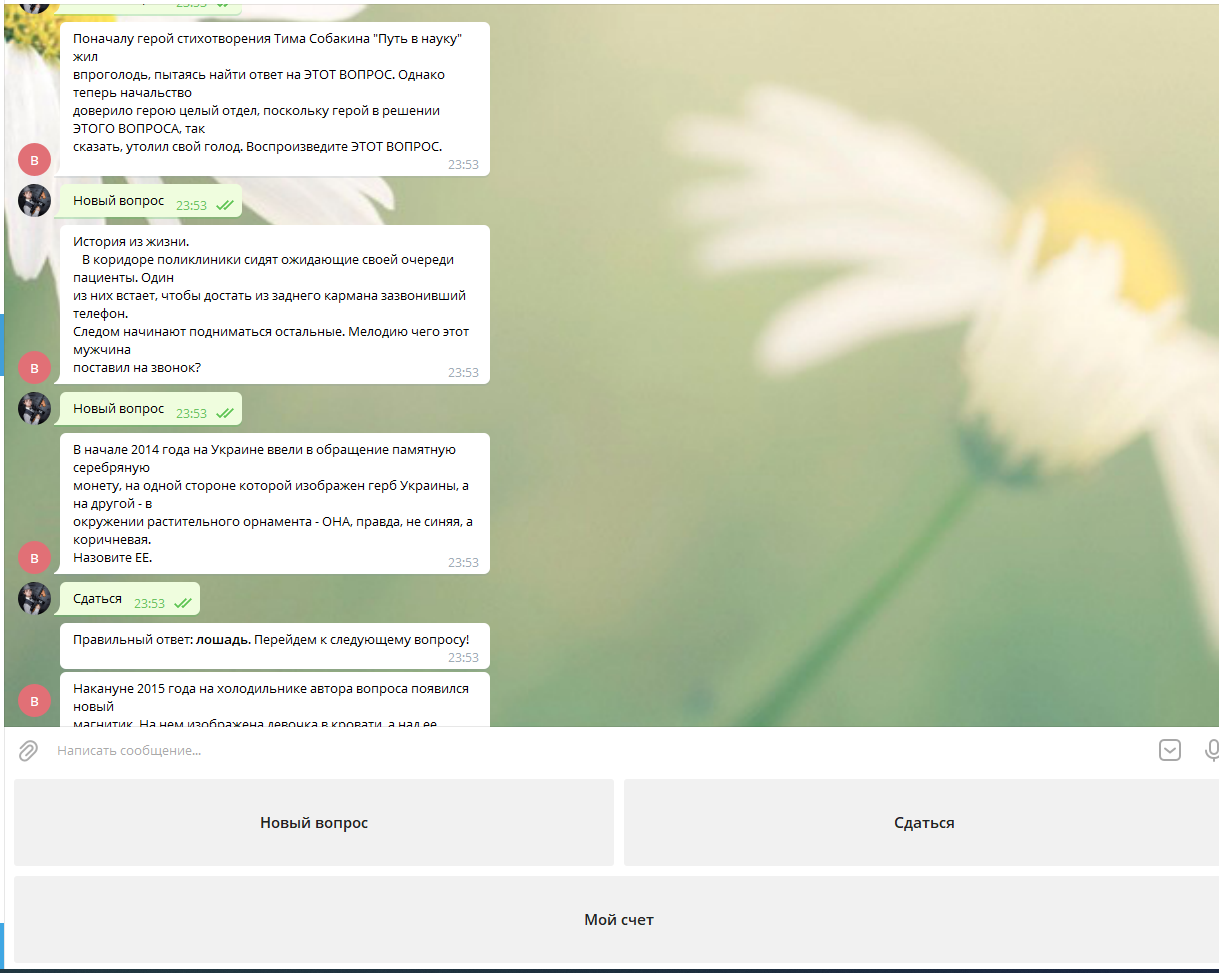 23:53
Поначалу герой стихотворения Тима Собакина "Путь в науку"
жил
впроголодь, пытаясь найти ответ на ЭТОТ ВОПРОС. Однако
теперь начальство
доверило герою целый отдел, поскольку герой в решении
ЭТОГО ВОПРОСА, так
сказать, утолил свой голод. Воспроизведите ЭТОТ ВОПРОС.
23:53
В
Новый вопрос 23:53
История из жизни.
В коридоре поликлиники сидят ожидающие своей очереди
пациенты. Один
из них встает, чтобы достать из заднего кармана зазвонивший
телефон.
Следом начинают подниматься остальные. Мелодию чего этот
мужчина
поставил на звонок?
23:53
В
Новый вопрос 23:53
В начале 2014 года на Украине ввели в обращение памятную
серебряную
монету, на одной стороне которой изображен герб Украины, а
на другой - в
окружении растительного орнамента - ОНА, правда, не синяя, а
коричневая.
Назовите ЕЕ.
23:53
В
Сдаться 23:53
Правильный ответ: лошадь. Перейдем к следующему вопросу!
23:53
Накануне 2015 года на холодильнике автора вопроса появился
новый
магнитик. На нем изображена девочка в кровати, а над ее
В
Написать сообщение...
Новый вопрос
Сдаться
Мой счет